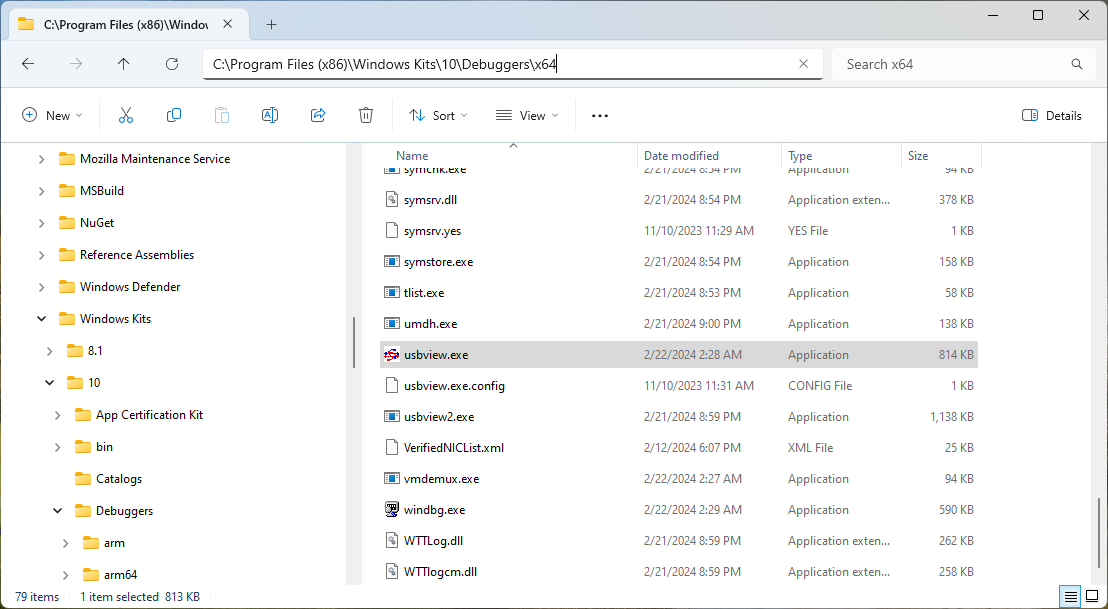 C:\Program Files (x86)\Window
C:\Program Files (x86)\Windows Kits\10\Debuggers\x64
Search x64
New
Sort
View
Details
Mozilla Maintenance Service
MSBuild
NuGet
Reference Assemblies
Windows Defender
Windows Kits
8.1
10
App Certification Kit
bin
Catalogs
Debuggers
arm
arm64
Name Date modified Type Size
symchk.exe 2/21/2024 8:54 PM Application 94 KB
symsrv.dll 2/21/2024 8:54 PM Application exten... 378 KB
symsrv.yes 11/10/2023 11:29 AM YES File 1 KB
symstore.exe 2/21/2024 8:54 PM Application 158 KB
tlist.exe 2/21/2024 8:53 PM Application 58 KB
umdh.exe 2/21/2024 9:00 PM Application 138 KB
usbview.exe 2/22/2024 2:28 AM Application 814 KB
usbview.exe.config 11/10/2023 11:31 AM CONFIG File 1 KB
usbview2.exe 2/21/2024 8:59 PM Application 1,138 KB
VerifiedNICList.xml 2/12/2024 6:07 PM XML File 25 KB
vmdemux.exe 2/22/2024 2:27 AM Application 94 KB
windbg.exe 2/22/2024 2:29 AM Application 590 KB
WTTLog.dll 2/21/2024 8:59 PM Application exten... 262 KB
WTTlogcm.dll 2/21/2024 8:59 PM Application exten... 258 KB
79 items 1 item selected 813 KB